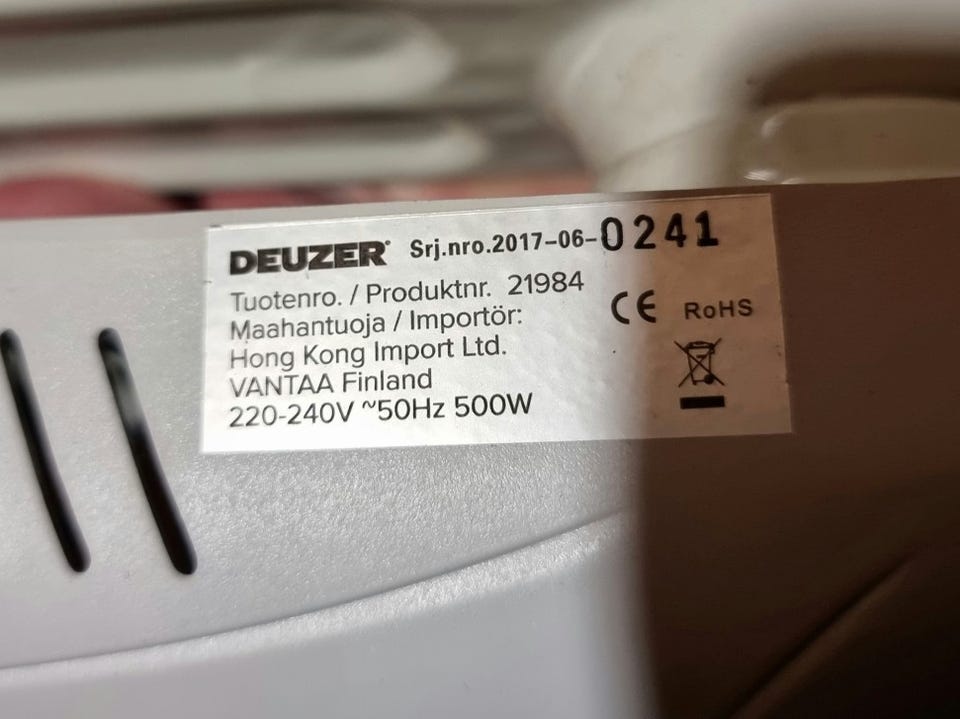 DEUZER® Srj.nro.2017-06-0241
Tuotenro. / Produktnr. 21984
Maahantuoja / Importör:
Hong Kong Import Ltd.
VANTAA Finland
220-240V ~50Hz 500W
CE RoHS